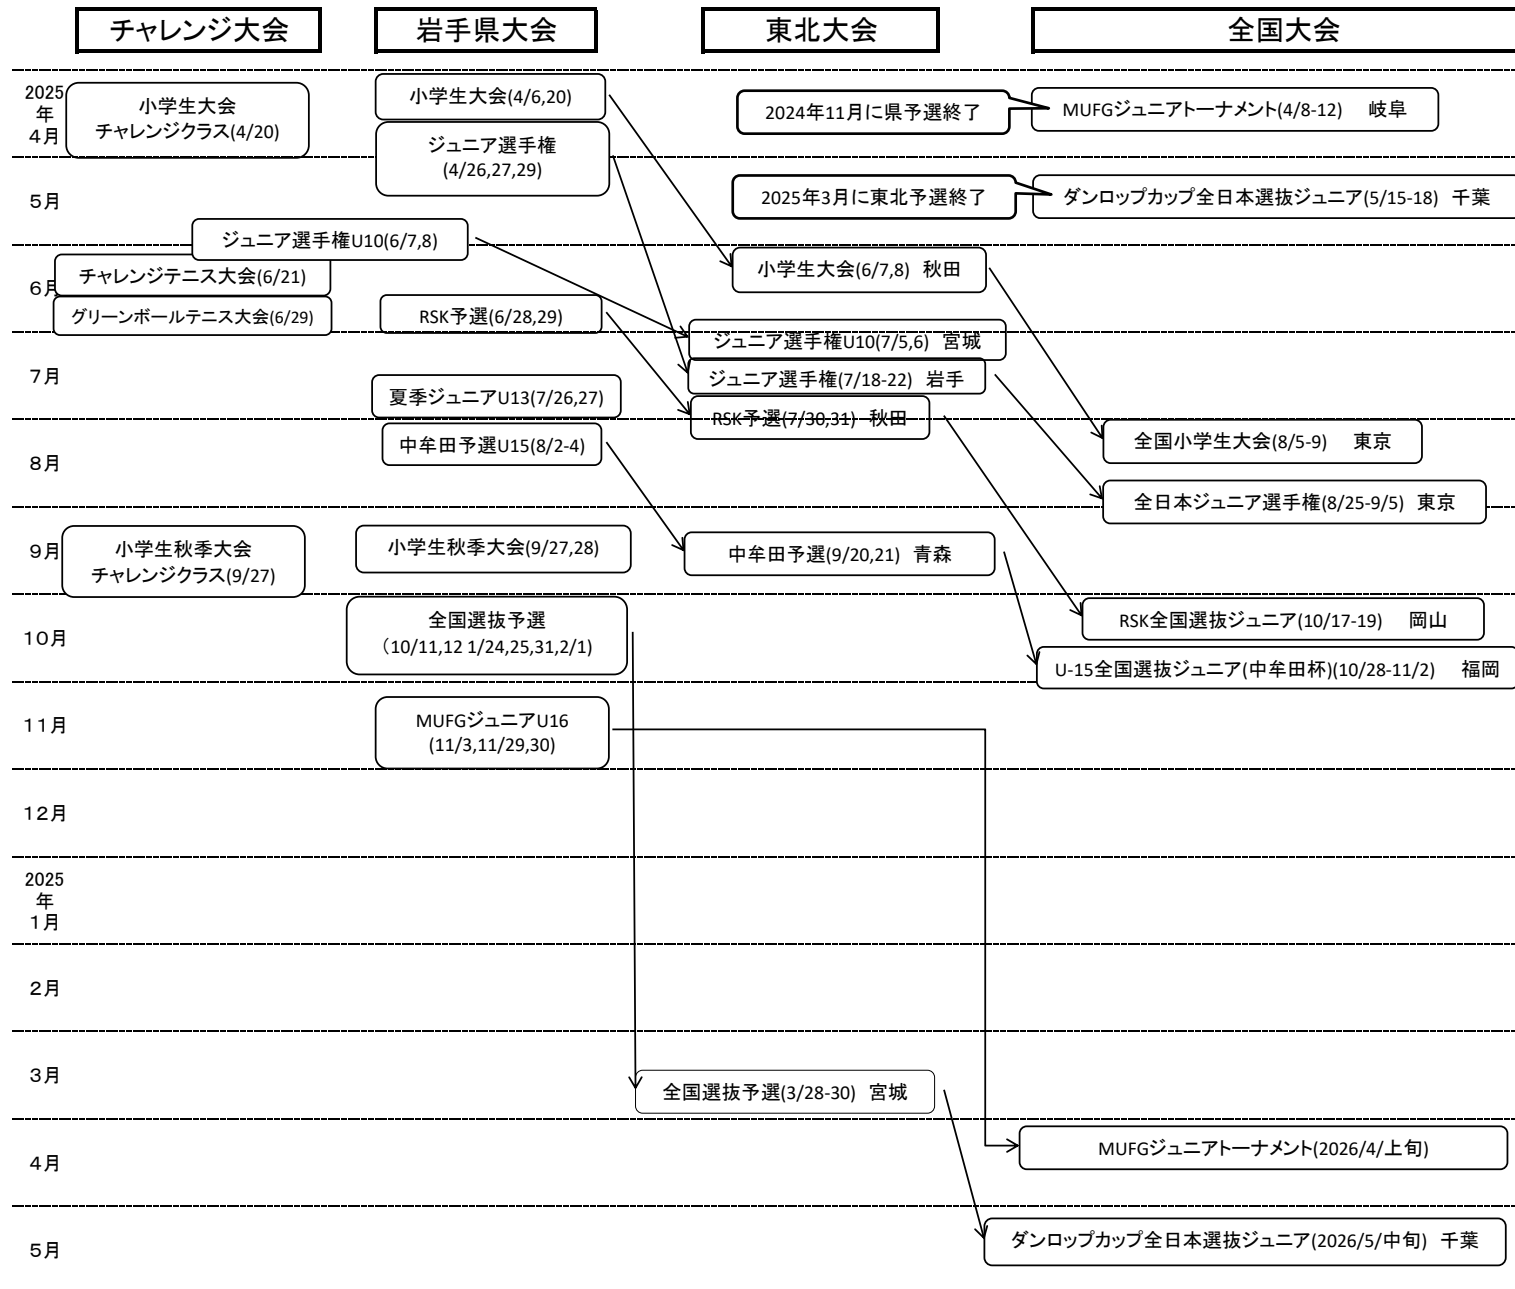 チャレンジ大会
岩手県大会
東北大会
全国大会
2025
年
4月
小学生大会
チャレンジクラス(4/20)
小学生大会(4/6,20)
ジュニア選手権
(4/26,27,29)
2024年11月に県予選終了
MUFGジュニアトーナメント(4/8-12)　岐阜
5月
2025年3月に東北予選終了
ダンロップカップ全日本選抜ジュニア(5/15-18)　千葉
ジュニア選手権U10(6/7,8)
6月
チャレンジテニス大会(6/21)
グリーンボールテニス大会(6/29)
RSK予選(6/28,29)
小学生大会(6/7,8)　秋田
ジュニア選手権U10(7/5,6)　宮城
7月
夏季ジュニアU13(7/26,27)
ジュニア選手権(7/18-22)　岩手
RSK予選(7/30,31)　秋田
8月
中牟田予選U15(8/2-4)
全国小学生大会(8/5-9)　東京
全日本ジュニア選手権(8/25-9/5)　東京
9月
小学生秋季大会
チャレンジクラス(9/27)
小学生秋季大会(9/27,28)
中牟田予選(9/20,21)　青森
10月
全国選抜予選
（10/11,12 1/24,25,31,2/1)
RSK全国選抜ジュニア(10/17-19)　岡山
U-15全国選抜ジュニア(中牟田杯)(10/28-11/2)　福岡
11月
MUFGジュニアU16
(11/3,11/29,30)
12月
2025
年
1月
2月
3月
全国選抜予選(3/28-30)　宮城
4月
MUFGジュニアトーナメント(2026/4/上旬)
5月
ダンロップカップ全日本選抜ジュニア(2026/5/中旬)　千葉